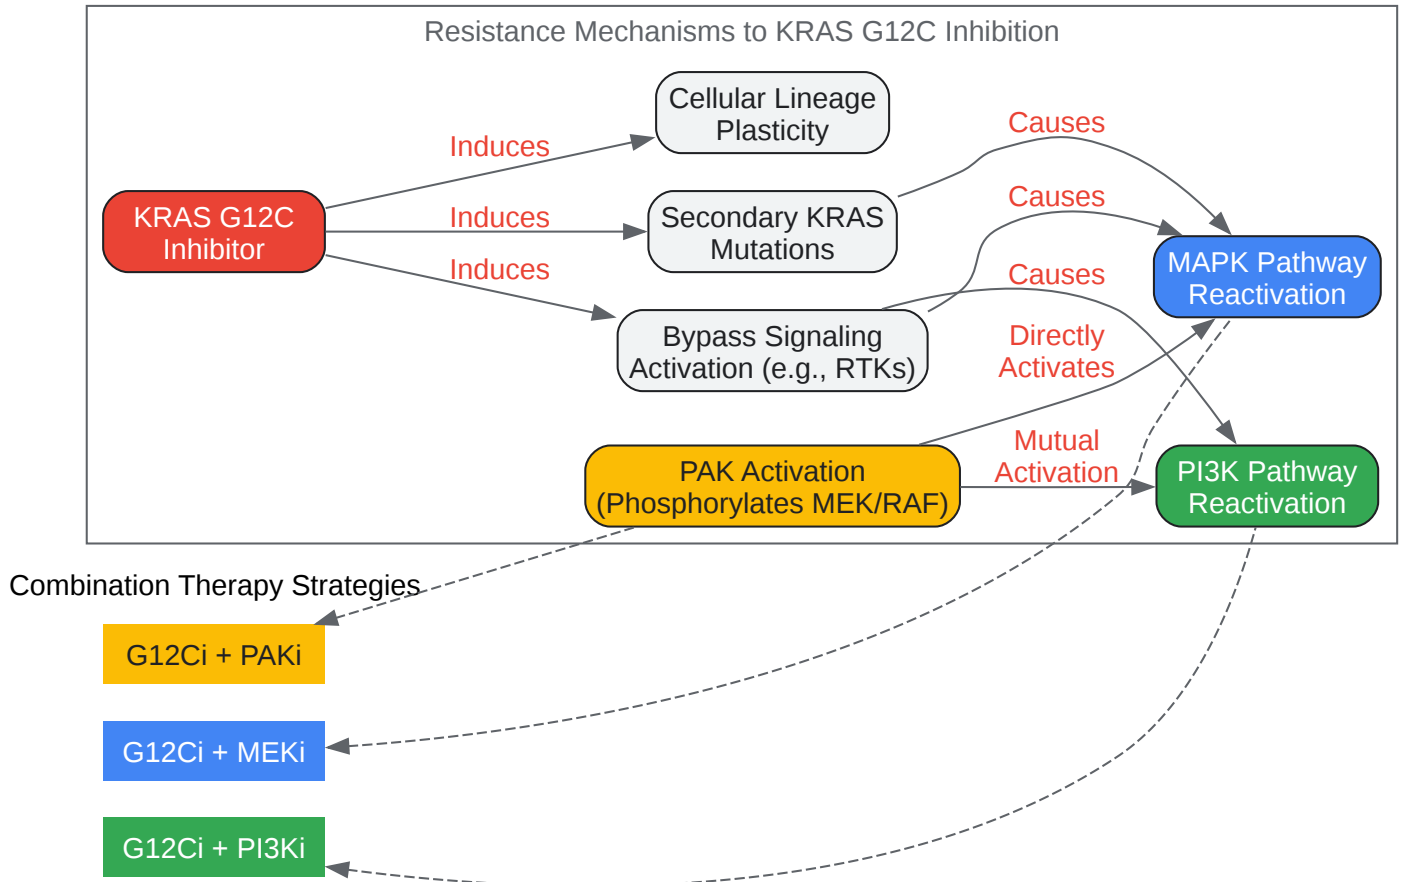 Resistance Mechanisms to KRAS G12C Inhibition
Cellular Lineage
Plasticity
Causes
Induces
KRAS G12C
Inhibitor
Induces
Secondary KRAS
Mutations
Causes
Induces
Causes
MAPK Pathway
Reactivation
Bypass Signaling
Activation (e.g., RTKs)
Directly
Activates
PAK Activation
(Phosphorylates MEK/RAF)
Mutual
Activation
PI3K Pathway
Reactivation
Combination Therapy Strategies
G12Ci + PAKi
G12Ci + MEKi
G12Ci + PI3Ki